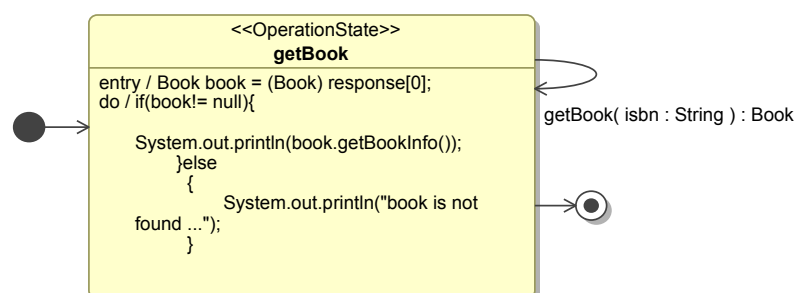 <<OperationState>>
getBook
entry / Book book = (Book) response[0];
do / if(book!= null){
System.out.println(book.getBookInfo());
}else
{
System.out.println("book is not
found ...");
}
getBook( isbn : String ) : Book